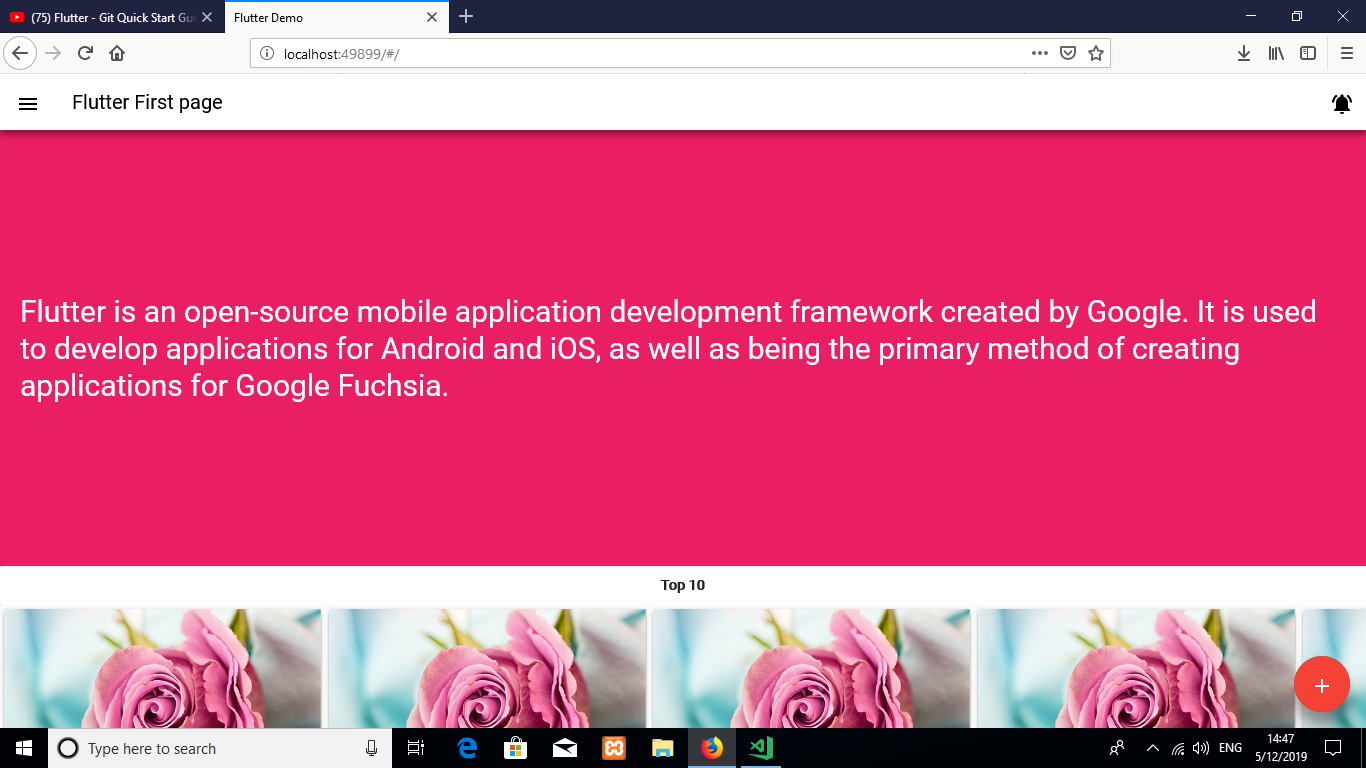 (75) Flutter - Git Quick Start Gui
Flutter Demo
localhost:49899/#/
Flutter First page
Flutter is an open-source mobile application development framework created by Google. It is used
to develop applications for Android and iOS, as well as being the primary method of creating
applications for Google Fuchsia.
Top 10
Type here to search
ENG
14:47
5/12/2019